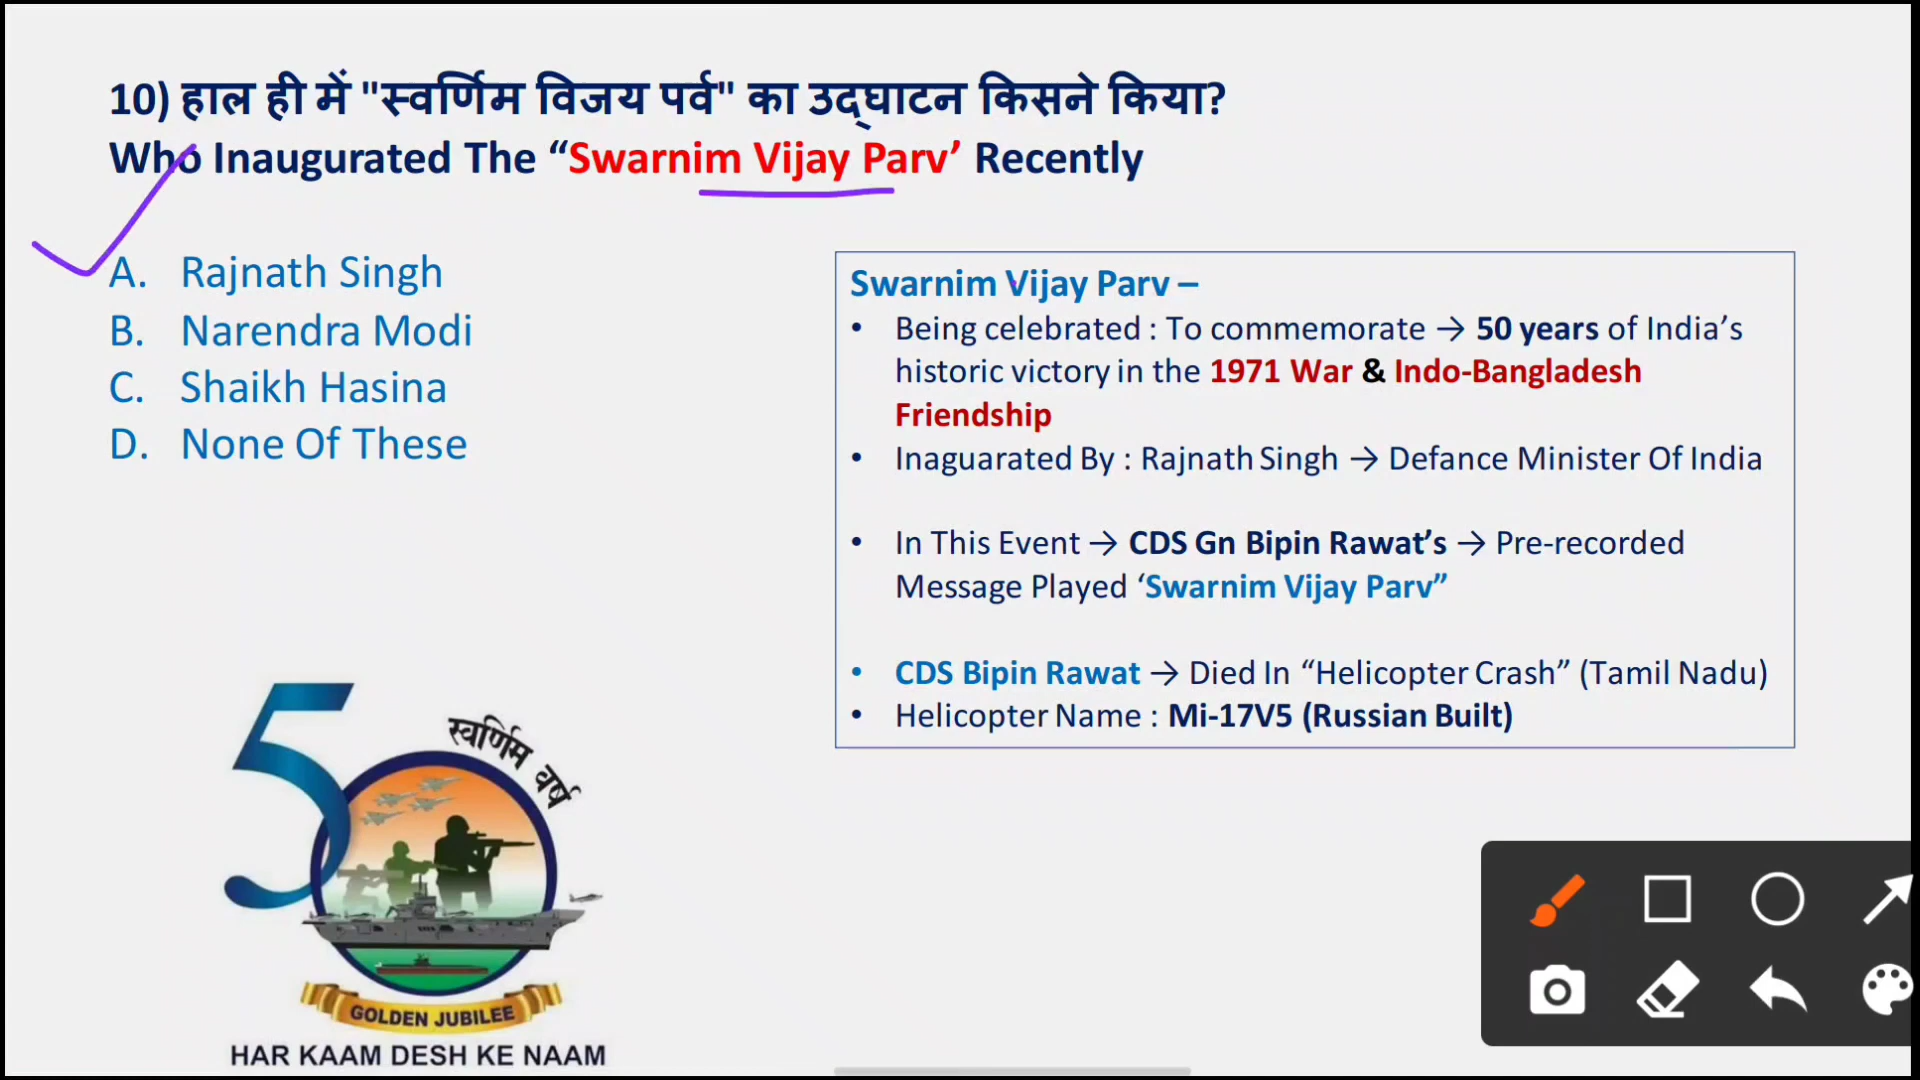 10) हाल ही में "स्वर्णिम विजय पर्व" का उद्घाटन किसने किया?
Who Inaugurated The “Swarnim Vijay Parv’ Recently
A. Rajnath Singh
B. Narendra Modi
C. Shaikh Hasina
D. None Of These
Swarnim Vijay Parv –
• Being celebrated : To commemorate → 50 years of India’s
historic victory in the 1971 War & Indo-Bangladesh
Friendship
• Inaguarated By : Rajnath Singh → Defance Minister Of India
• In This Event → CDS Gn Bipin Rawat’s → Pre-recorded
Message Played ‘Swarnim Vijay Parv”
• CDS Bipin Rawat → Died In “Helicopter Crash” (Tamil Nadu)
• Helicopter Name : Mi-17V5 (Russian Built)
50
स्वर्णिम वर्ष
GOLDEN JUBILEE
HAR KAAM DESH KE NAAM